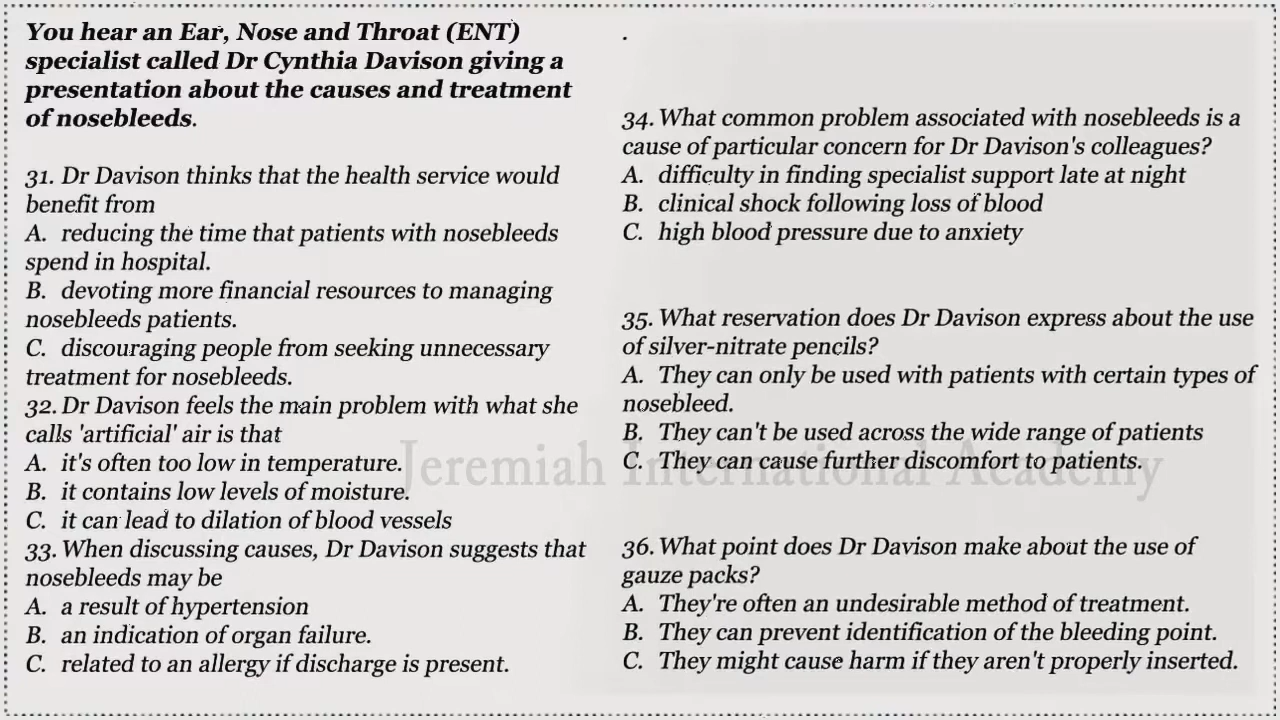 You hear an Ear, Nose and Throat (ENT)
specialist called Dr Cynthia Davison giving a
presentation about the causes and treatment
of nosebleeds.
31. Dr Davison thinks that the health service would
benefit from
A. reducing the time that patients with nosebleeds
spend in hospital.
B. devoting more financial resources to managing
nosebleeds patients.
C. discouraging people from seeking unnecessary
treatment for nosebleeds.
32. Dr Davison feels the main problem with what she
calls 'artificial' air is that
A. it's often too low in temperature.
B. it contains low levels of moisture.
C. it can lead to dilation of blood vessels
33. When discussing causes, Dr Davison suggests that
nosebleeds may be
A. a result of hypertension
B. an indication of organ failure.
C. related to an allergy if discharge is present.
.
34. What common problem associated with nosebleeds is a
cause of particular concern for Dr Davison's colleagues?
A. difficulty in finding specialist support late at night
B. clinical shock following loss of blood
C. high blood pressure due to anxiety
35. What reservation does Dr Davison express about the use
of silver-nitrate pencils?
A. They can only be used with patients with certain types of
nosebleed.
B. They can't be used across the wide range of patients
C. They can cause further discomfort to patients.
36. What point does Dr Davison make about the use of
gauze packs?
A. They're often an undesirable method of treatment.
B. They can prevent identification of the bleeding point.
C. They might cause harm if they aren't properly inserted.
Jeremiah International Academy